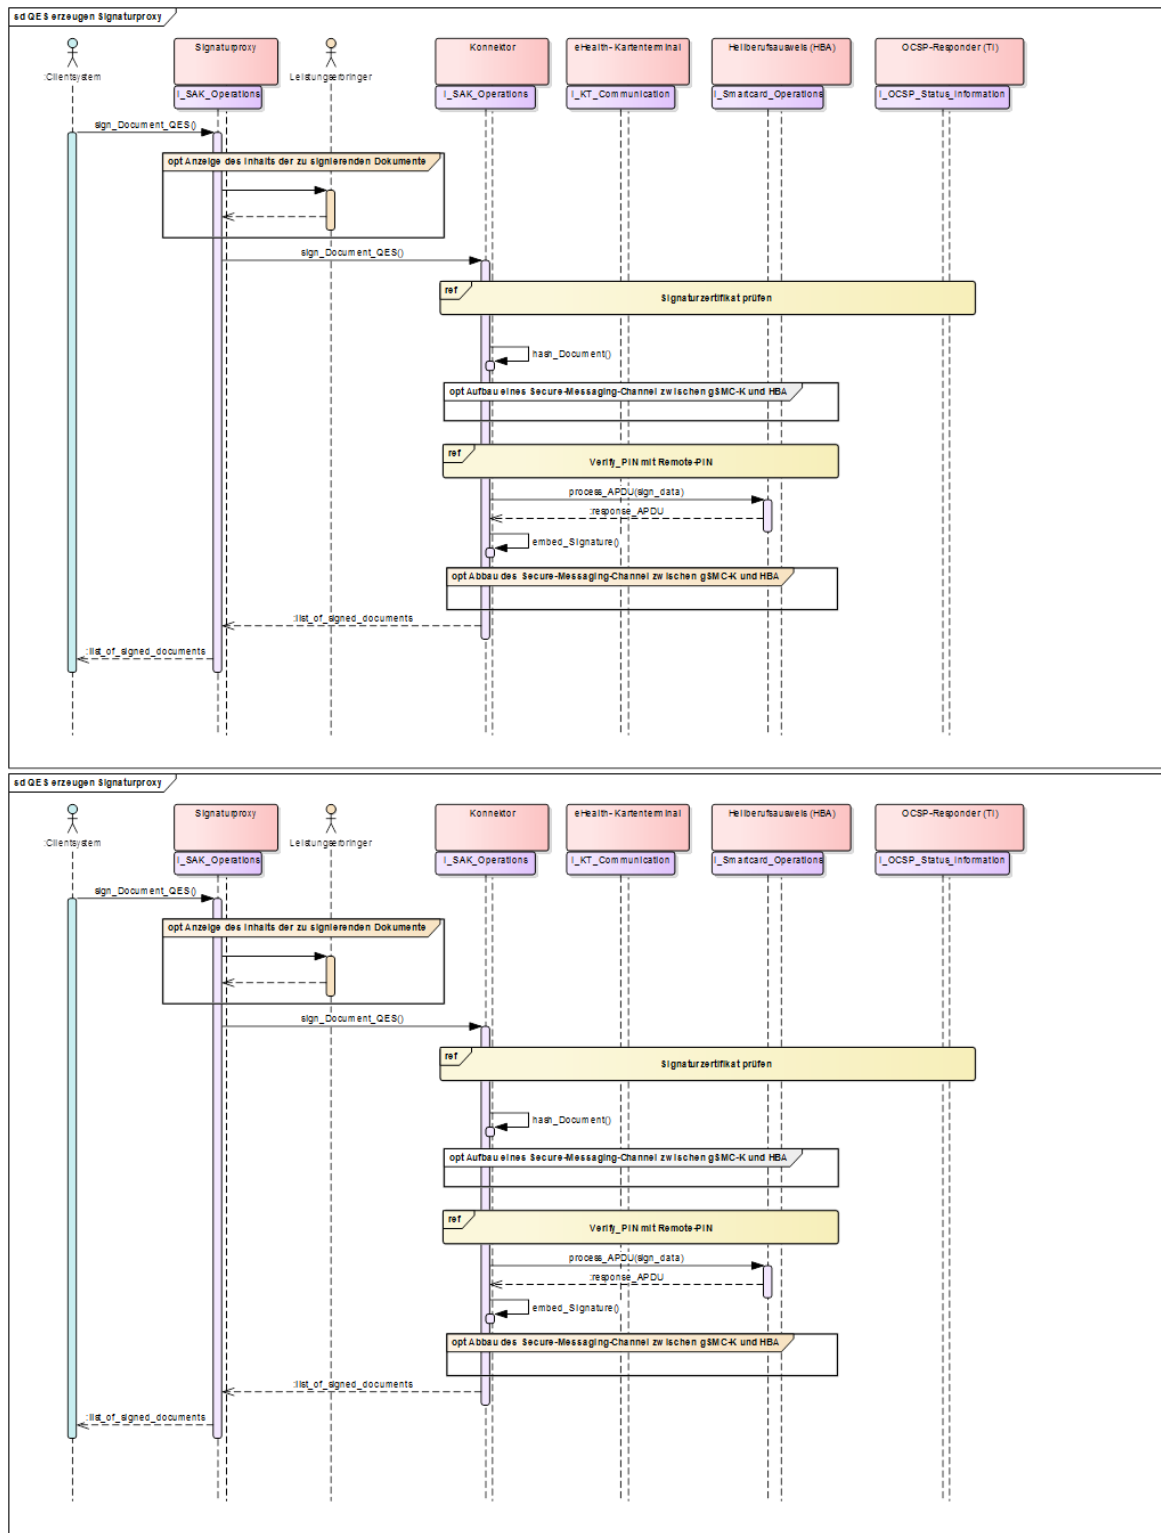 sd QES erzeugen Signaturproxy
Signaturproxy
Konnektor
eHealth-Kartenterminal
Heilberufsausweis (HBA)
OCSP-Responder (TI)
:Clientsystem
Leistungserbringer
I_SAK_Operations
I_SAK_Operations
I_KT_Communication
I_Smartcard_Operations
I_OCSP_Status_Information
sign_Document_QES()
opt Anzeige des Inhalts der zu signierenden Dokumente
sign_Document_QES()
ref
Signaturzertifikat prüfen
hash_Document()
opt Aufbau eines Secure-Messaging-Channel zwischen gSMC-K und HBA
ref
Verify_PIN mit Remote-PIN
process_APDU(sign_data)
:response_APDU
embed_Signature()
opt Abbau des Secure-Messaging-Channel zwischen gSMC-K und HBA
:list_of_signed_documents
:list_of_signed_documents
sd QES erzeugen Signaturproxy
Signaturproxy
Konnektor
eHealth-Kartenterminal
Heilberufsausweis (HBA)
OCSP-Responder (TI)
:Clientsystem
Leistungserbringer
I_SAK_Operations
I_SAK_Operations
I_KT_Communication
I_Smartcard_Operations
I_OCSP_Status_Information
sign_Document_QES()
opt Anzeige des Inhalts der zu signierenden Dokumente
sign_Document_QES()
ref
Signaturzertifikat prüfen
hash_Document()
opt Aufbau eines Secure-Messaging-Channel zwischen gSMC-K und HBA
ref
Verify_PIN mit Remote-PIN
process_APDU(sign_data)
:response_APDU
embed_Signature()
opt Abbau des Secure-Messaging-Channel zwischen gSMC-K und HBA
:list_of_signed_documents
:list_of_signed_documents